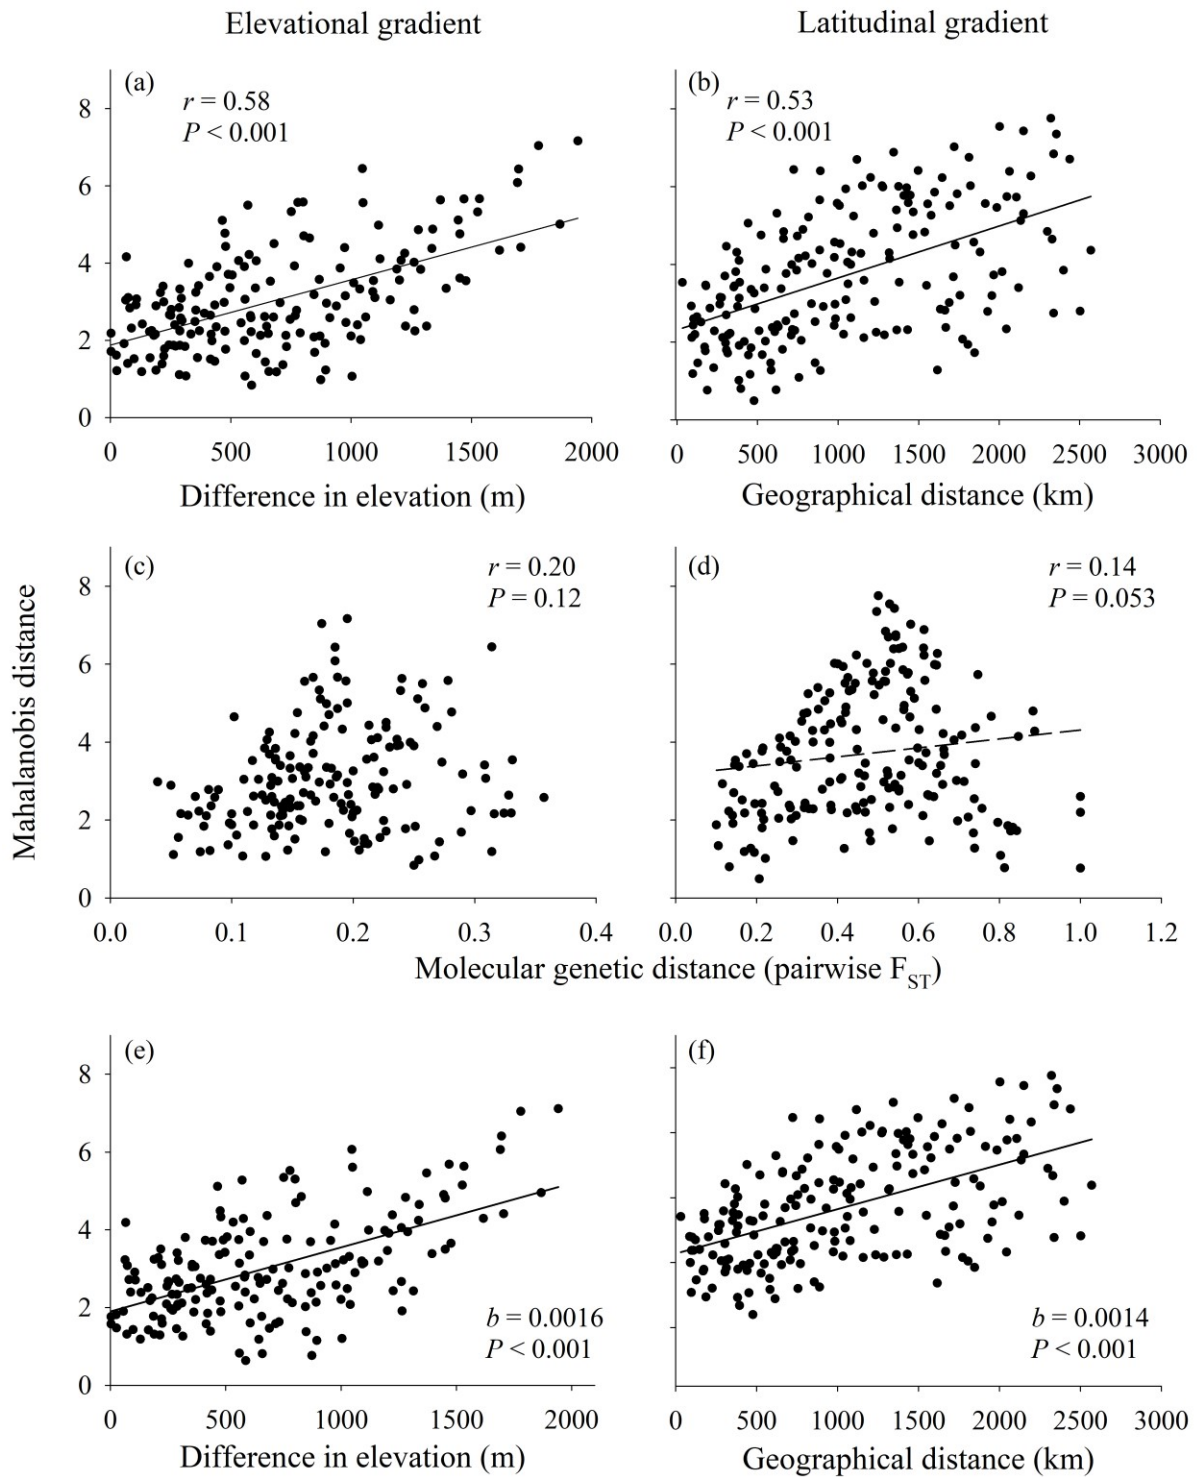 Elevational gradient
Latitudinal gradient
(a)
r = 0.58
P < 0.001
8
6
4
2
0
0 500 1000 1500 2000
Difference in elevation (m)
(b)
r = 0.53
P < 0.001
0 500 1000 1500 2000 2500 3000
Geographical distance (km)
Mahalanobis distance
(c)
r = 0.20
P = 0.12
8
6
4
2
0
0.0 0.1 0.2 0.3 0.4
(d)
r = 0.14
P = 0.053
0.0 0.2 0.4 0.6 0.8 1.0 1.2
Molecular genetic distance (pairwise FST)
(e)
8
6
4
2
0
b = 0.0016
P < 0.001
0 500 1000 1500 2000
Difference in elevation (m)
(f)
b = 0.0014
P < 0.001
0 500 1000 1500 2000 2500 3000
Geographical distance (km)